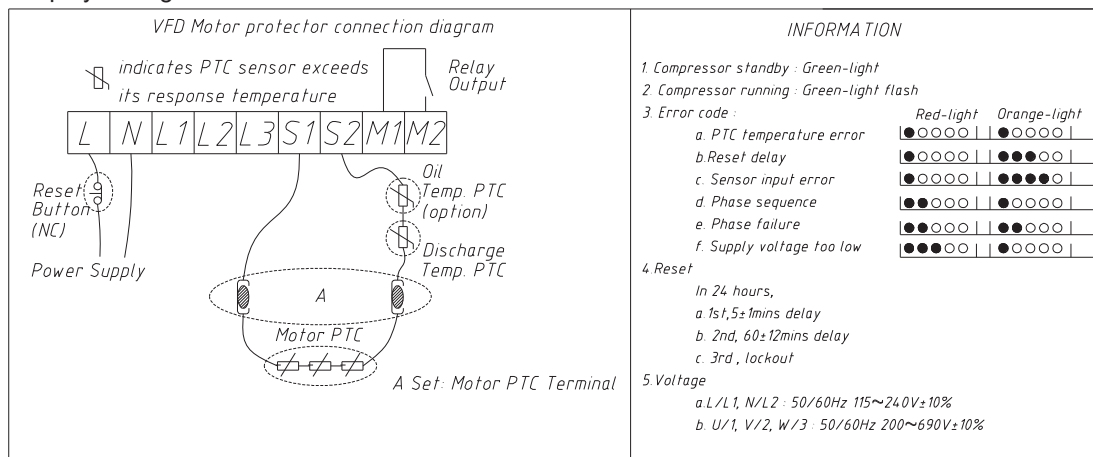 VFD Motor protector connection diagram
indicates PTC sensor exceeds
its response temperature
Relay
Output
L N L1 L2 L3 S1 S2 M1 M2
Reset
Button
(NC)
Oil
Temp. PTC
(option)
Discharge
Temp. PTC
Power Supply
A
Motor PTC
A Set: Motor PTC Terminal
INFORMATION
1. Compressor standby : Green-light
2. Compressor running : Green-light flash
3. Error code :
Red-light Orange-light
a. PTC temperature error
b.Reset delay
c. Sensor input error
d. Phase sequence
e. Phase failure
f. Supply voltage too low
4.Reset
In 24 hours,
a.1st,5±1mins delay
b. 2nd, 60±12mins delay
c. 3rd , lockout
5.Voltage
a.L/L1, N/L2 : 50/60Hz 115~240V±10%
b. U/1, V/2, W/3 : 50/60Hz 200~690V±10%